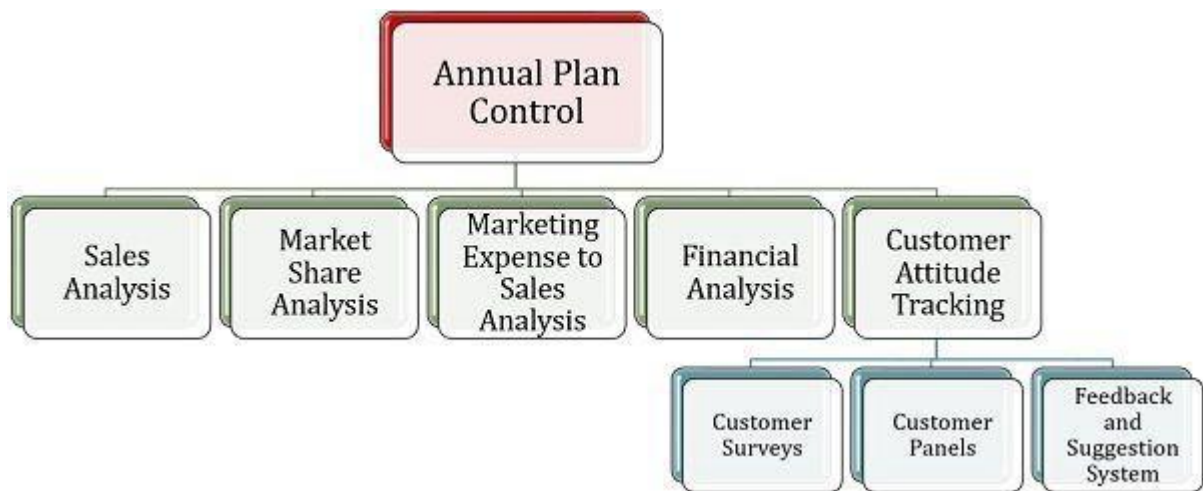 Annual Plan
Control
Sales
Analysis
Market
Share
Analysis
Marketing
Expense to
Sales
Analysis
Financial
Analysis
Customer
Attitude
Tracking
Customer
Surveys
Customer
Panels
Feedback
and
Suggestion
System